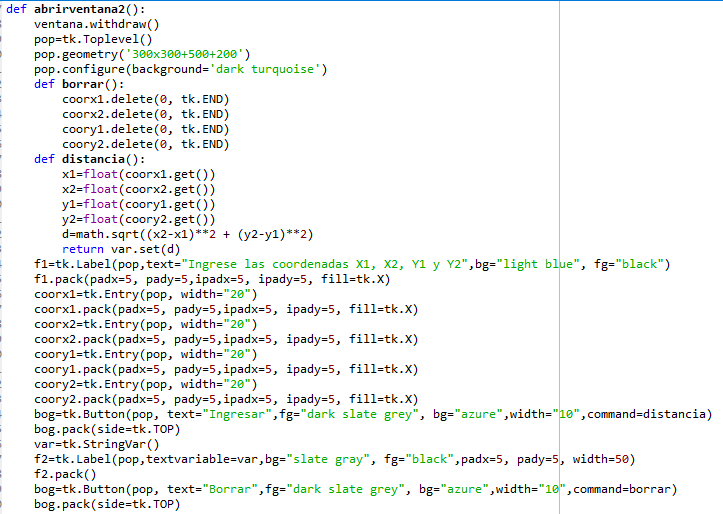 def abrirventana2():
    ventana.withdraw()
    pop=tk.Toplevel()
    pop.geometry('300x300+500+200')
    pop.configure(background='dark turquoise')
    def borrar():
        coorx1.delete(0, tk.END)
        coorx2.delete(0, tk.END)
        coory1.delete(0, tk.END)
        coory2.delete(0, tk.END)
    def distancia():
        x1=float(coorx1.get())
        x2=float(coorx2.get())
        y1=float(coory1.get())
        y2=float(coory2.get())
        d=math.sqrt((x2-x1)**2 + (y2-y1)**2)
        return var.set(d)
    f1=tk.Label(pop,text="Ingrese las coordenadas X1, X2, Y1 y Y2",bg="light blue", fg="black")
    f1.pack(padx=5, pady=5,ipadx=5, ipady=5, fill=tk.X)
    coorx1=tk.Entry(pop, width="20")
    coorx1.pack(padx=5, pady=5,ipadx=5, ipady=5, fill=tk.X)
    coorx2=tk.Entry(pop, width="20")
    coorx2.pack(padx=5, pady=5,ipadx=5, ipady=5, fill=tk.X)
    coory1=tk.Entry(pop, width="20")
    coory1.pack(padx=5, pady=5,ipadx=5, ipady=5, fill=tk.X)
    coory2=tk.Entry(pop, width="20")
    coory2.pack(padx=5, pady=5,ipadx=5, ipady=5, fill=tk.X)
    bog=tk.Button(pop, text="Ingresar",fg="dark slate grey", bg="azure",width="10",command=distancia)
    bog.pack(side=tk.TOP)
    var=tk.StringVar()
    f2=tk.Label(pop,textvariable=var,bg="slate gray", fg="black",padx=5, pady=5, width=50)
    f2.pack()
    bog=tk.Button(pop, text="Borrar",fg="dark slate grey", bg="azure",width="10",command=borrar)
    bog.pack(side=tk.TOP)